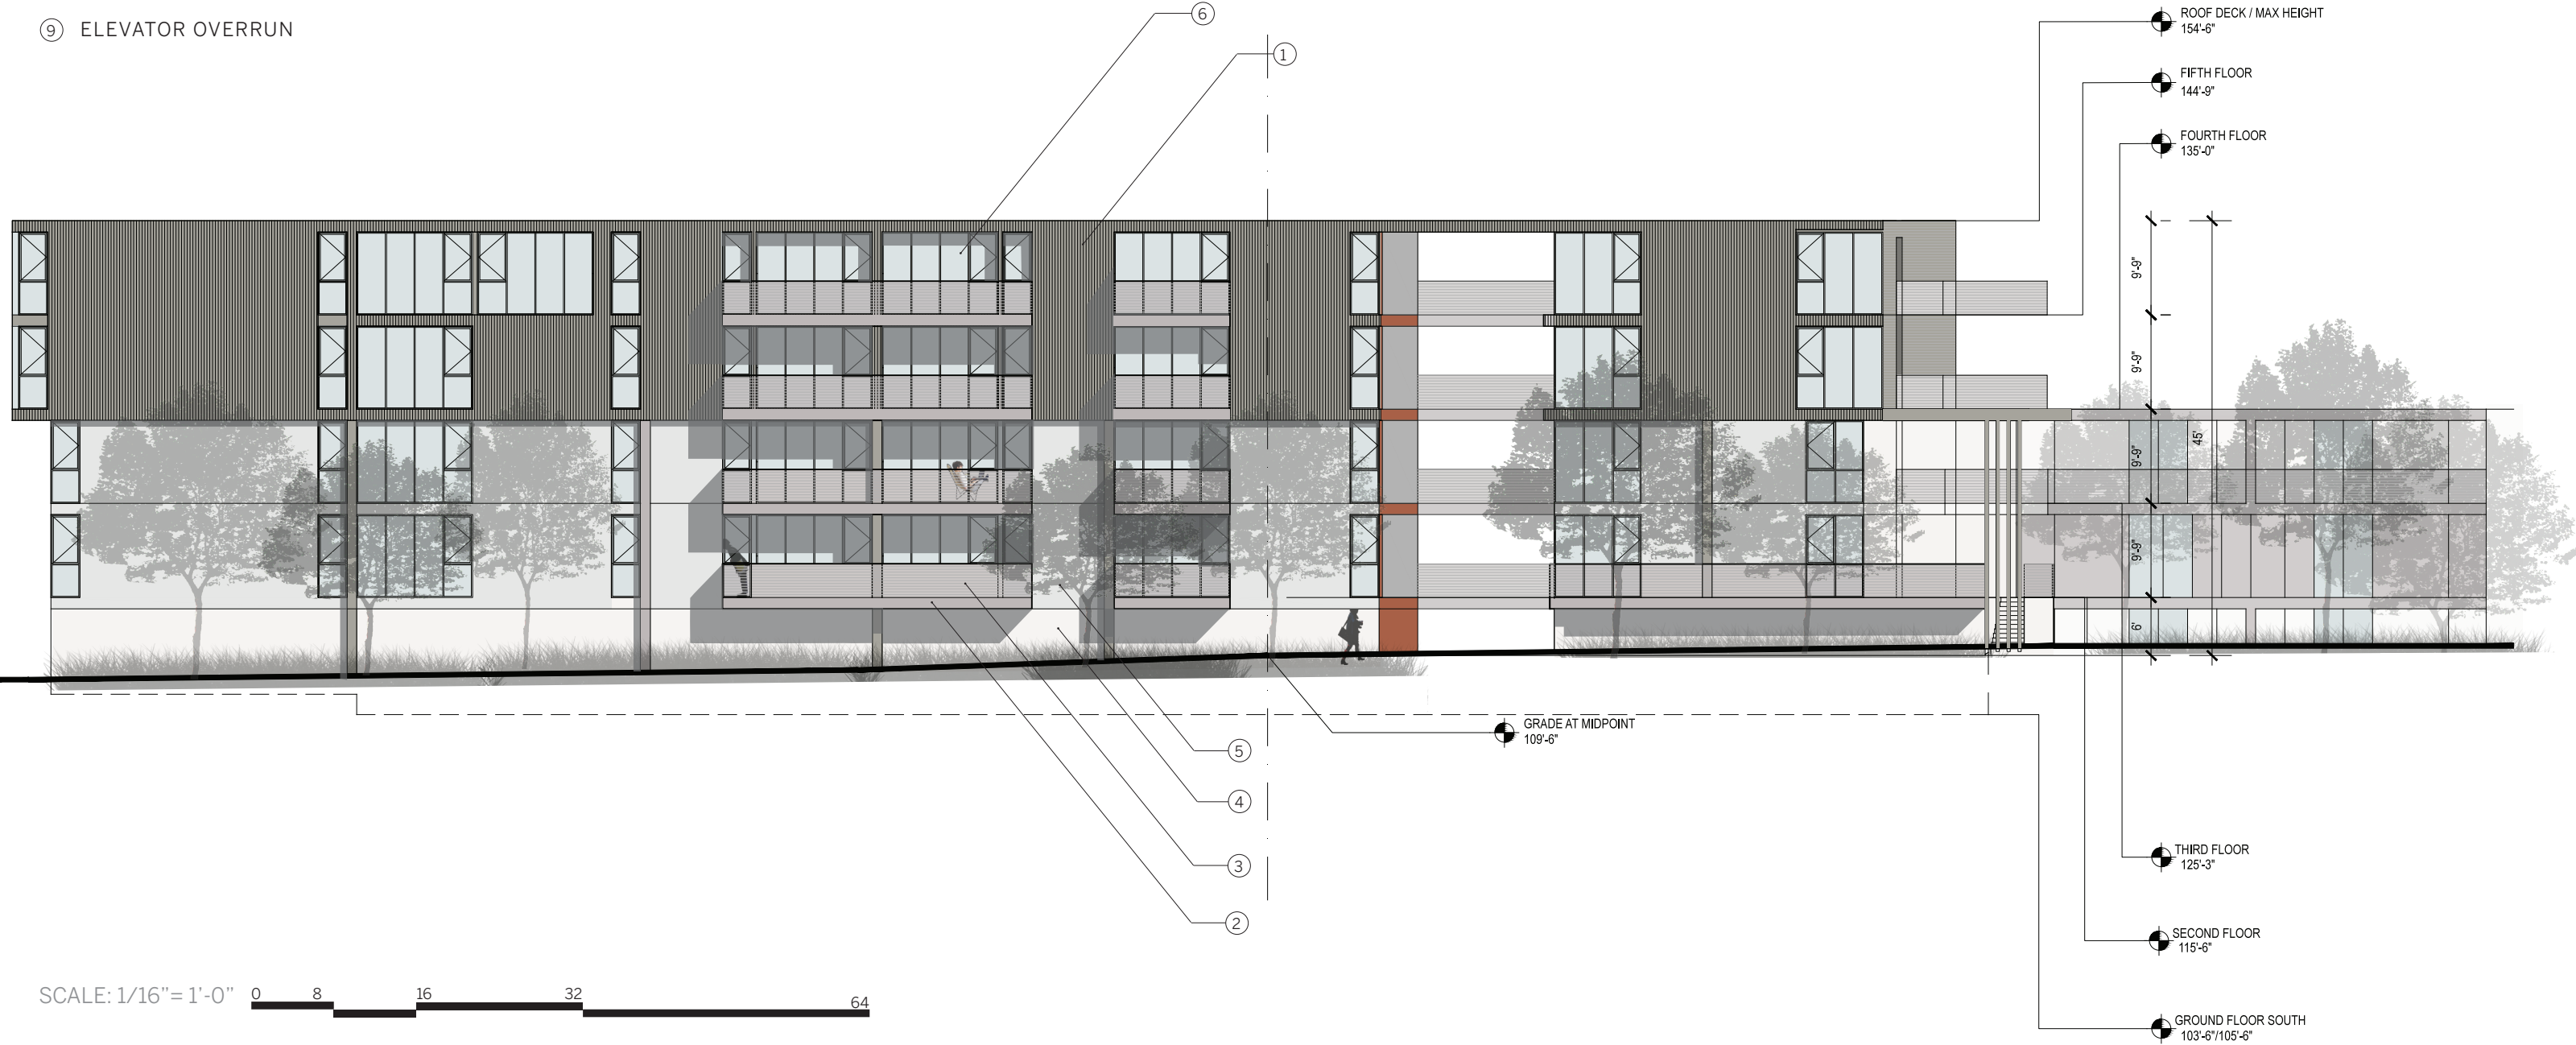 ⑨ ELEVATOR OVERRUN
⑥
①
ROOF DECK / MAX HEIGHT
154'-6"
FIFTH FLOOR
144'-9"
FOURTH FLOOR
135'-0"
9'-9"
9'-9"
9'-9"
45'
9'-9"
6'
GRADE AT MIDPOINT
109'-6"
⑤
④
③
②
THIRD FLOOR
125'-3"
SECOND FLOOR
115'-6"
GROUND FLOOR SOUTH
103'-6"/105'-6"
SCALE: 1/16"= 1'-0"
0 8 16 32 64